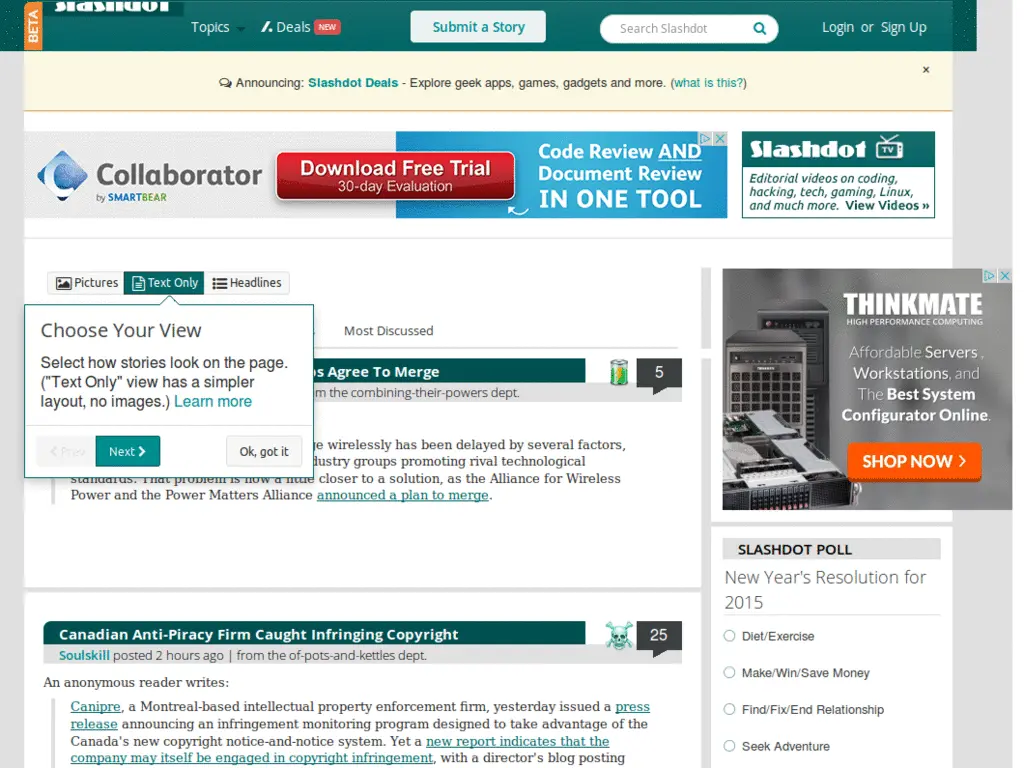 BETA
Slashdot
Topics
Deals NEW
Submit a Story
Search Slashdot
Login or Sign Up
Announcing: Slashdot Deals - Explore geek apps, games, gadgets and more. (what is this?)
×
Collaborator
by SMARTBEAR
Download Free Trial
30-day Evaluation
Code Review AND
Document Review
IN ONE TOOL
Slashdot TV
Editorial videos on coding,
hacking, tech, gaming, Linux,
and much more. View Videos »
Pictures
Text Only
Headlines
Choose Your View
Select how stories look on the page.
("Text Only" view has a simpler
layout, no images.) Learn more
< Prev
Next >
Ok, got it
Most Discussed
Agree To Merge
5
the combining-their-powers dept.
wirelessly has been delayed by several factors,
industry groups promoting rival technological
standards. That problem is now a little closer to a solution, as the Alliance for Wireless
Power and the Power Matters Alliance announced a plan to merge.
THINKMATE
HIGH PERFORMANCE COMPUTING
Affordable Servers,
Workstations, and
The Best System
Configurator Online.
SHOP NOW >
Canadian Anti-Piracy Firm Caught Infringing Copyright
25
Soulskill posted 2 hours ago | from the of-pots-and-kettles dept.
An anonymous reader writes:
Canipre, a Montreal-based intellectual property enforcement firm, yesterday issued a press
release announcing an infringement monitoring program designed to take advantage of the
Canada's new copyright notice-and-notice system. Yet a new report indicates that the
company may itself be engaged in copyright infringement, with a director's blog posting
SLASHDOT POLL
New Year's Resolution for
2015
Diet/Exercise
Make/Win/Save Money
Find/Fix/End Relationship
Seek Adventure